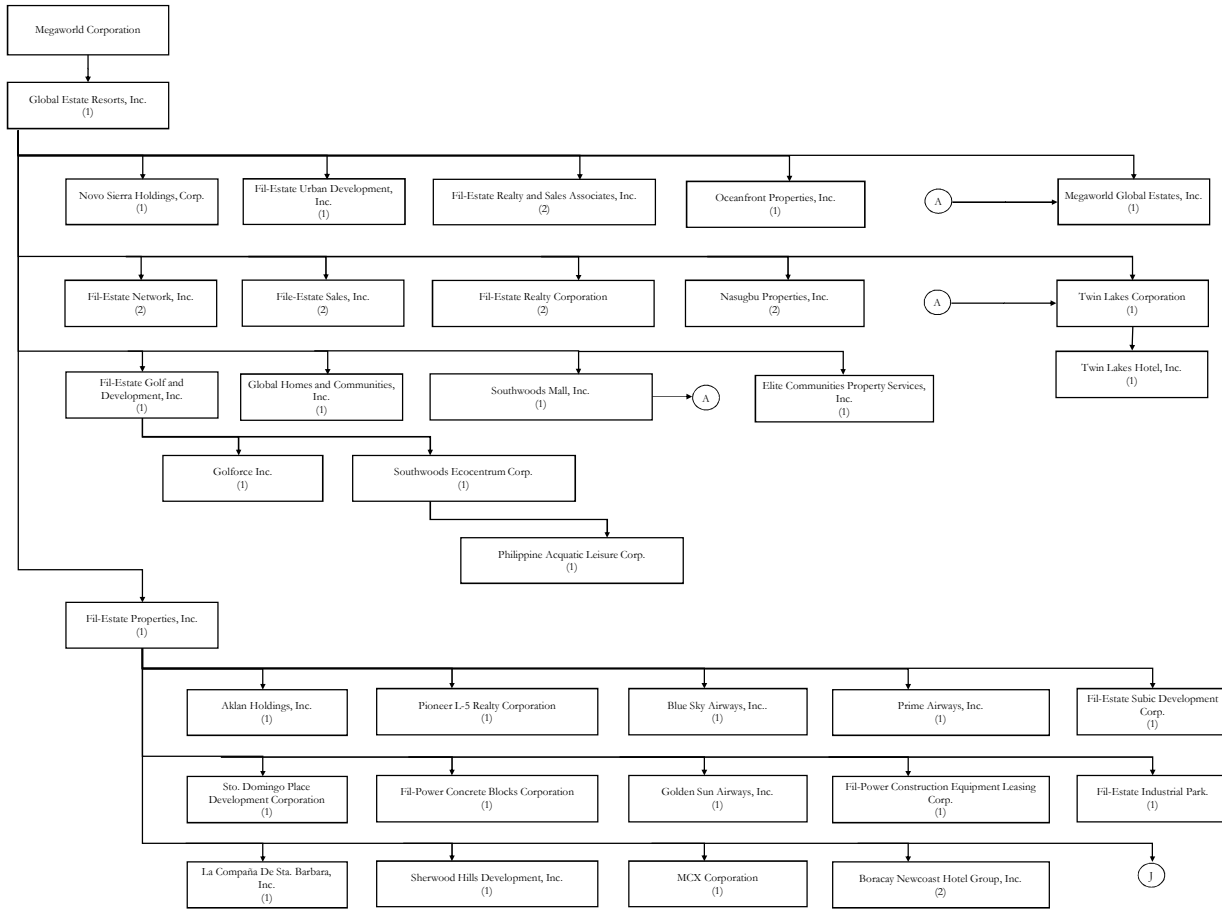 Megaworld Corporation
Global Estate Resorts, Inc.
(1)
Novo Sierra Holdings, Corp.
(1)
Fil-Estate Urban Development,
Inc.
(1)
Fil-Estate Realty and Sales Associates, Inc.
(2)
Oceanfront Properties, Inc.
(1)
A
Megaworld Global Estates, Inc.
(1)
Fil-Estate Network, Inc.
(2)
File-Estate Sales, Inc.
(2)
Fil-Estate Realty Corporation
(2)
Nasugbu Properties, Inc.
(2)
A
Twin Lakes Corporation
(1)
Twin Lakes Hotel, Inc.
(1)
Fil-Estate Golf and
Development, Inc.
(1)
Global Homes and Communities,
Inc.
(1)
Southwoods Mall, Inc.
(1)
A
Elite Communities Property Services,
Inc.
(1)
Golforce Inc.
(1)
Southwoods Ecocentrum Corp.
(1)
Philippine Acquatic Leisure Corp.
(1)
Fil-Estate Properties, Inc.
(1)
Aklan Holdings, Inc.
(1)
Pioneer L-5 Realty Corporation
(1)
Blue Sky Airways, Inc..
(1)
Prime Airways, Inc.
(1)
Fil-Estate Subic Development
Corp.
(1)
Sto. Domingo Place
Development Corporation
(1)
Fil-Power Concrete Blocks Corporation
(1)
Golden Sun Airways, Inc.
(1)
Fil-Power Construction Equipment Leasing
Corp.
(1)
Fil-Estate Industrial Park.
(1)
La Compaña De Sta. Barbara,
Inc.
(1)
Sherwood Hills Development, Inc.
(1)
MCX Corporation
(1)
Boracay Newcoast Hotel Group, Inc.
(2)
J